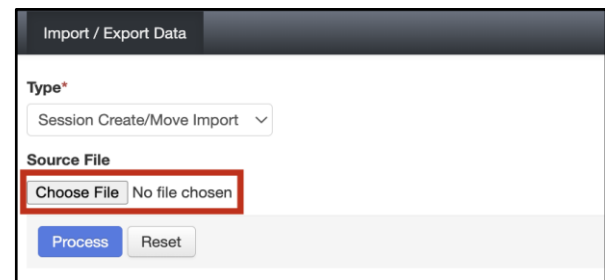 Import / Export Data
Type*
Session Create/Move Import
Source File
Choose File No file chosen
Process Reset